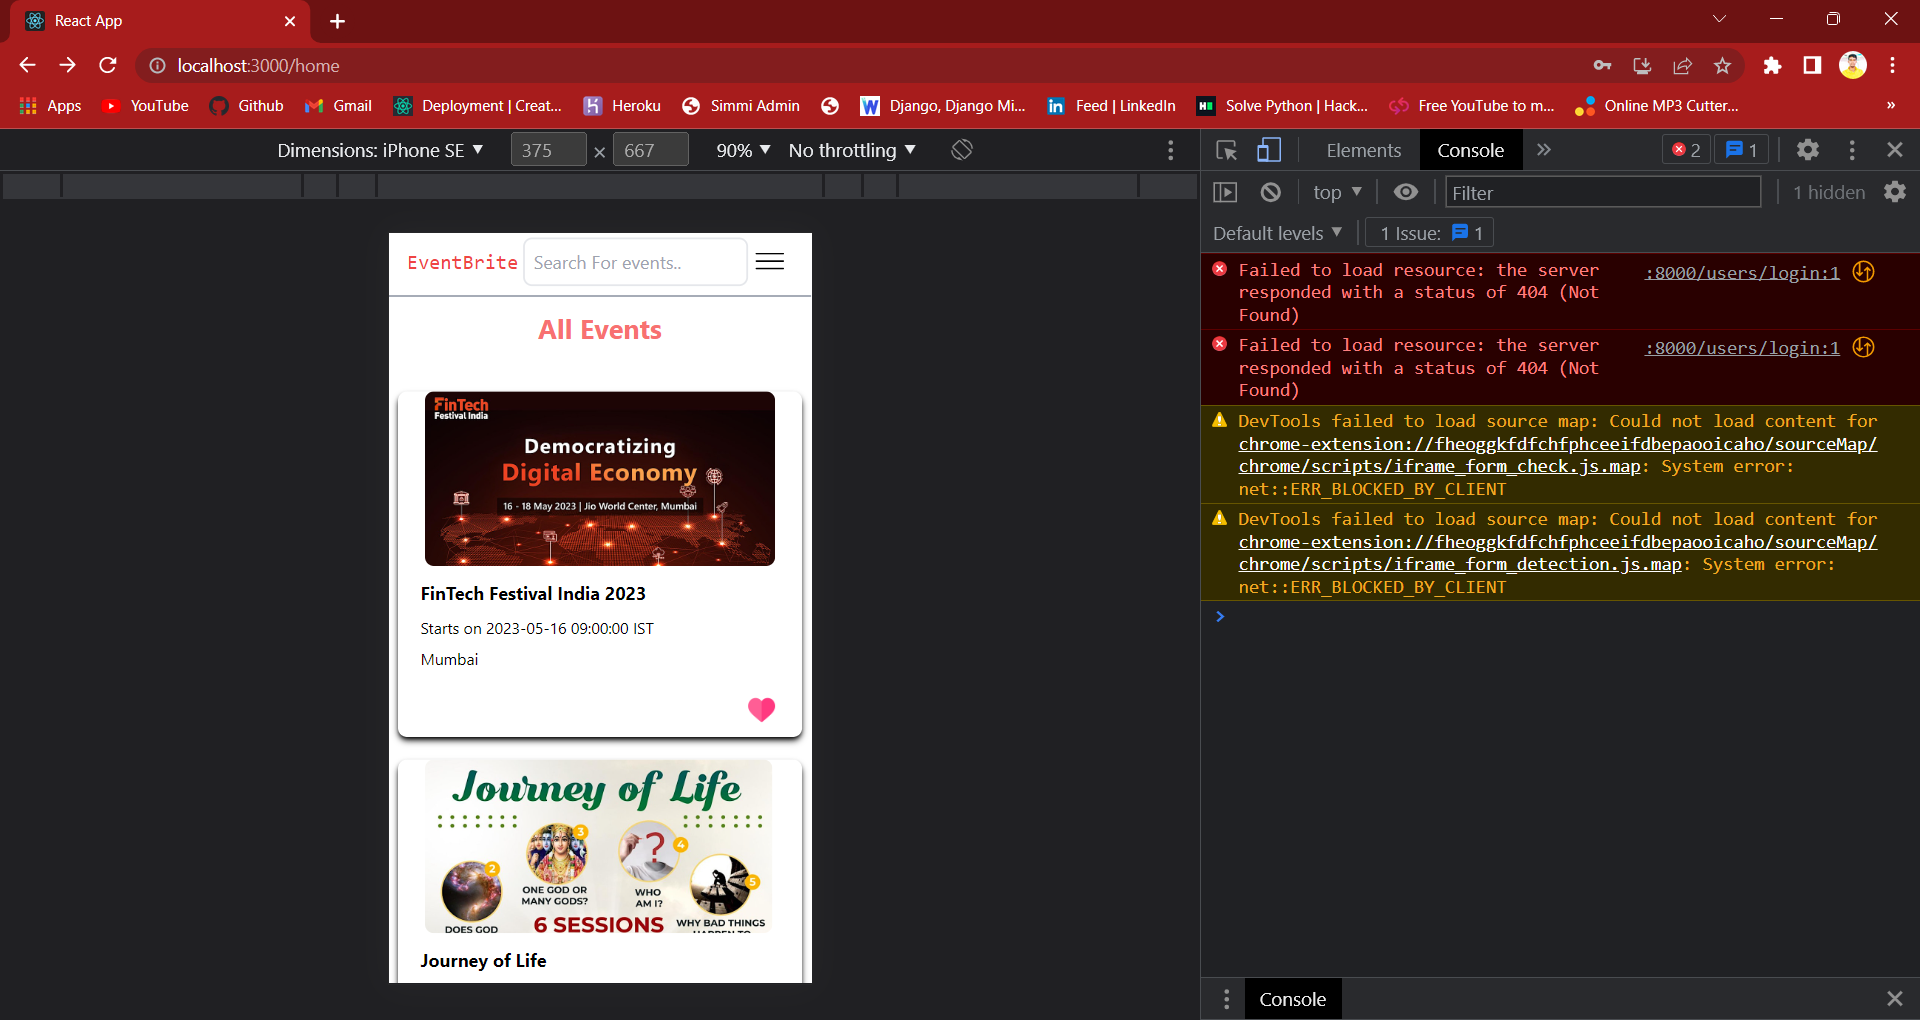 React App
localhost:3000/home
Apps
YouTube
Github
Gmail
Deployment | Creat...
Heroku
Simmi Admin
Django, Django Mi...
Feed | LinkedIn
Solve Python | Hack...
Free YouTube to m...
Online MP3 Cutter...
»
Dimensions: iPhone SE
375 × 667
90%
No throttling
Elements
Console
2
1
top
Filter
1 hidden
Default levels
1 Issue: 1
EventBrite
Search For events..
All Events
FinTech
Festival India
Democratizing
Digital Economy
16 - 18 May 2023 | Jio World Center, Mumbai
FinTech Festival India 2023
Starts on 2023-05-16 09:00:00 IST
Mumbai
Journey of Life
3
?
4
2
5
ONE GOD OR
MANY GODS?
WHO
AM I?
WHY BAD THINGS
HAPPEN TO
DOES GOD
6 SESSIONS
Journey of Life
Failed to load resource: the server :8000/users/login:1
responded with a status of 404 (Not
Found)
Failed to load resource: the server :8000/users/login:1
responded with a status of 404 (Not
Found)
DevTools failed to load source map: Could not load content for
chrome-extension://fheoggkfdfchfphceeifdbepaooicaho/sourceMap/
chrome/scripts/iframe_form_check.js.map: System error:
net::ERR_BLOCKED_BY_CLIENT
DevTools failed to load source map: Could not load content for
chrome-extension://fheoggkfdfchfphceeifdbepaooicaho/sourceMap/
chrome/scripts/iframe_form_detection.js.map: System error:
net::ERR_BLOCKED_BY_CLIENT
Console